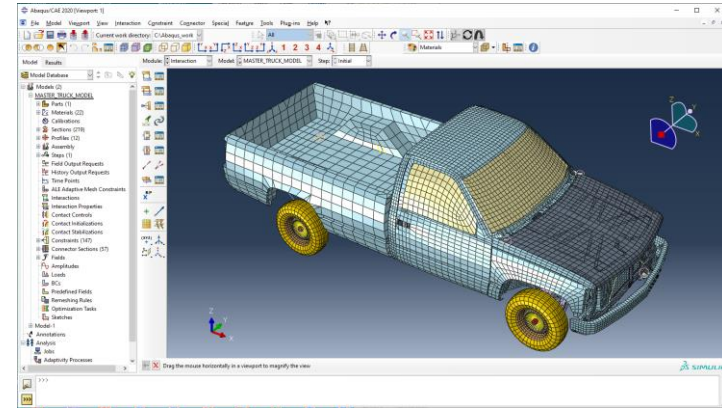 Abaqus/CAE 2020 [Viewport: 1]
File Model Viewport View Interaction Constraint Connector Special Feature Tools Plug-ins Help
Current work directory: C:\Abaqus_work
All
1 2 3 4
Materials
Model Results
Module: Interaction Model: MASTER_TRUCK_MODEL Step: Initial
Model Database
Models (2)
MASTER_TRUCK_MODEL
Parts (1)
Materials (22)
Calibrations
Sections (219)
Profiles (12)
Assembly
Steps (1)
Field Output Requests
History Output Requests
Time Points
ALE Adaptive Mesh Constraints
Interactions
Interaction Properties
Contact Controls
Contact Initializations
Contact Stabilizations
Constraints (147)
Connector Sections (57)
Fields
Amplitudes
Loads
BCs
Predefined Fields
Remeshing Rules
Optimization Tasks
Sketches
Model-1
Annotations
Analysis
Jobs
Adaptivity Processes
Z
Y
X
Z
Y
X
Drag the mouse horizontally in a viewport to magnify the view
SIMULIA
>>>